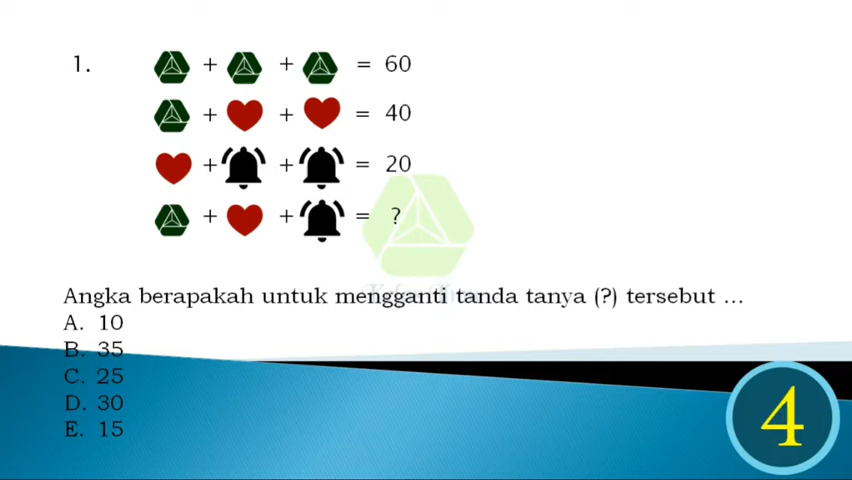 1. + + = 60
+ + = 40
+ + = 20
+ + = ?
Angka berapakah untuk mengganti tanda tanya (?) tersebut ...
A. 10
B. 35
C. 25
D. 30
E. 15
4